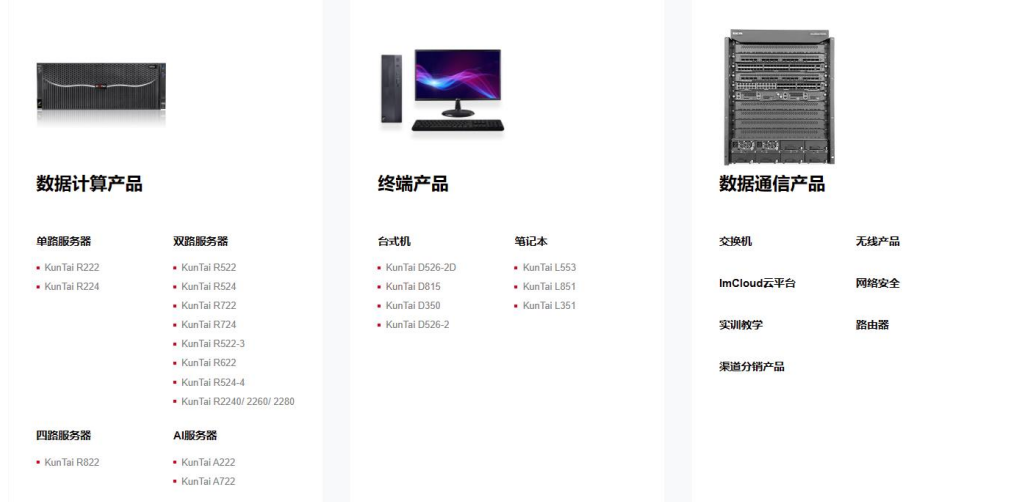 数据计算产品
单路服务器
KunTai R222
KunTai R224
双路服务器
KunTai R522
KunTai R524
KunTai R722
KunTai R724
KunTai R522-3
KunTai R622
KunTai R524-4
KunTai R2240/ 2260/ 2280
四路服务器
KunTai R822
AI服务器
KunTai A222
KunTai A722
终端产品
台式机
KunTai D526-2D
KunTai D815
KunTai D350
KunTai D526-2
笔记本
KunTai L553
KunTai L851
KunTai L351
数据通信产品
交换机
无线产品
ImCloud云平台
网络安全
实训教学
路由器
渠道分销产品